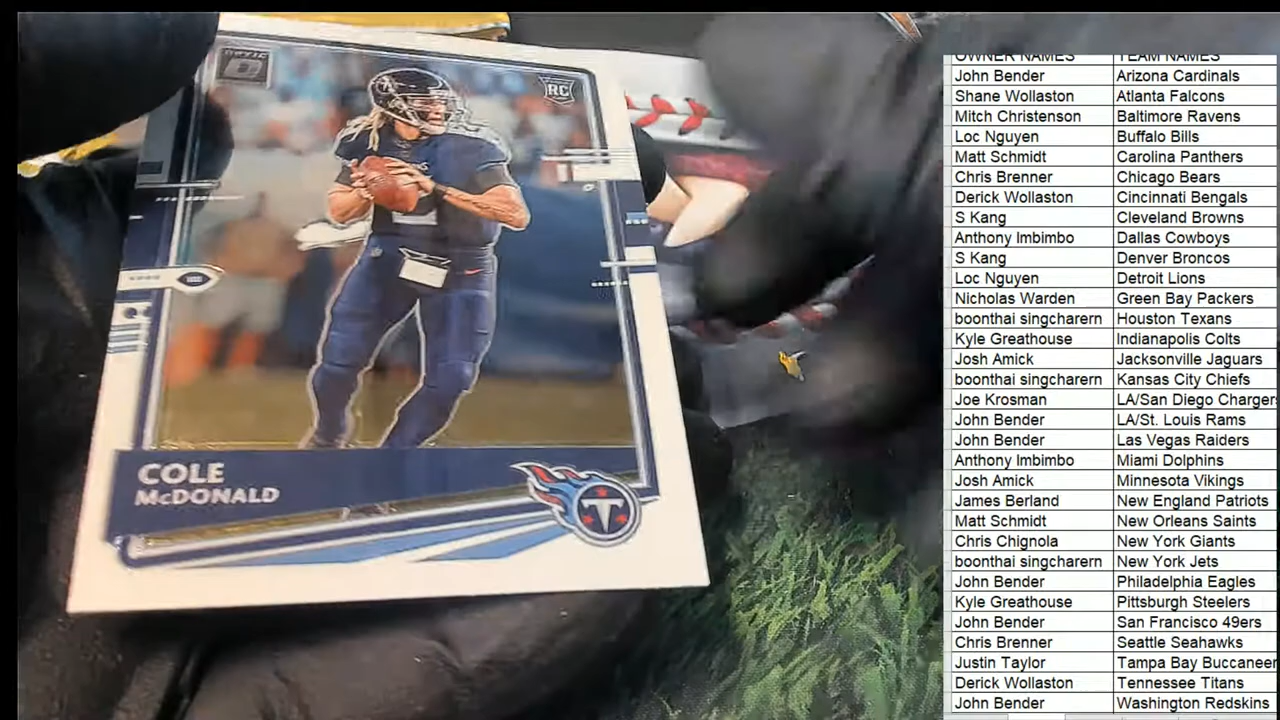 OPTIC
RC
COLE
McDONALD
T
OWNER NAMES TEAM NAMES
John Bender Arizona Cardinals
Shane Wollaston Atlanta Falcons
Mitch Christenson Baltimore Ravens
Loc Nguyen Buffalo Bills
Matt Schmidt Carolina Panthers
Chris Brenner Chicago Bears
Derick Wollaston Cincinnati Bengals
S Kang Cleveland Browns
Anthony Imbimbo Dallas Cowboys
S Kang Denver Broncos
Loc Nguyen Detroit Lions
Nicholas Warden Green Bay Packers
boonthai singcharern Houston Texans
Kyle Greathouse Indianapolis Colts
Josh Amick Jacksonville Jaguars
boonthai singcharern Kansas City Chiefs
Joe Krosman LA/San Diego Charger
John Bender LA/St. Louis Rams
John Bender Las Vegas Raiders
Anthony Imbimbo Miami Dolphins
Josh Amick Minnesota Vikings
James Berland New England Patriots
Matt Schmidt New Orleans Saints
Chris Chignola New York Giants
boonthai singcharern New York Jets
John Bender Philadelphia Eagles
Kyle Greathouse Pittsburgh Steelers
John Bender San Francisco 49ers
Chris Brenner Seattle Seahawks
Justin Taylor Tampa Bay Buccaneer
Derick Wollaston Tennessee Titans
John Bender Washington Redskins